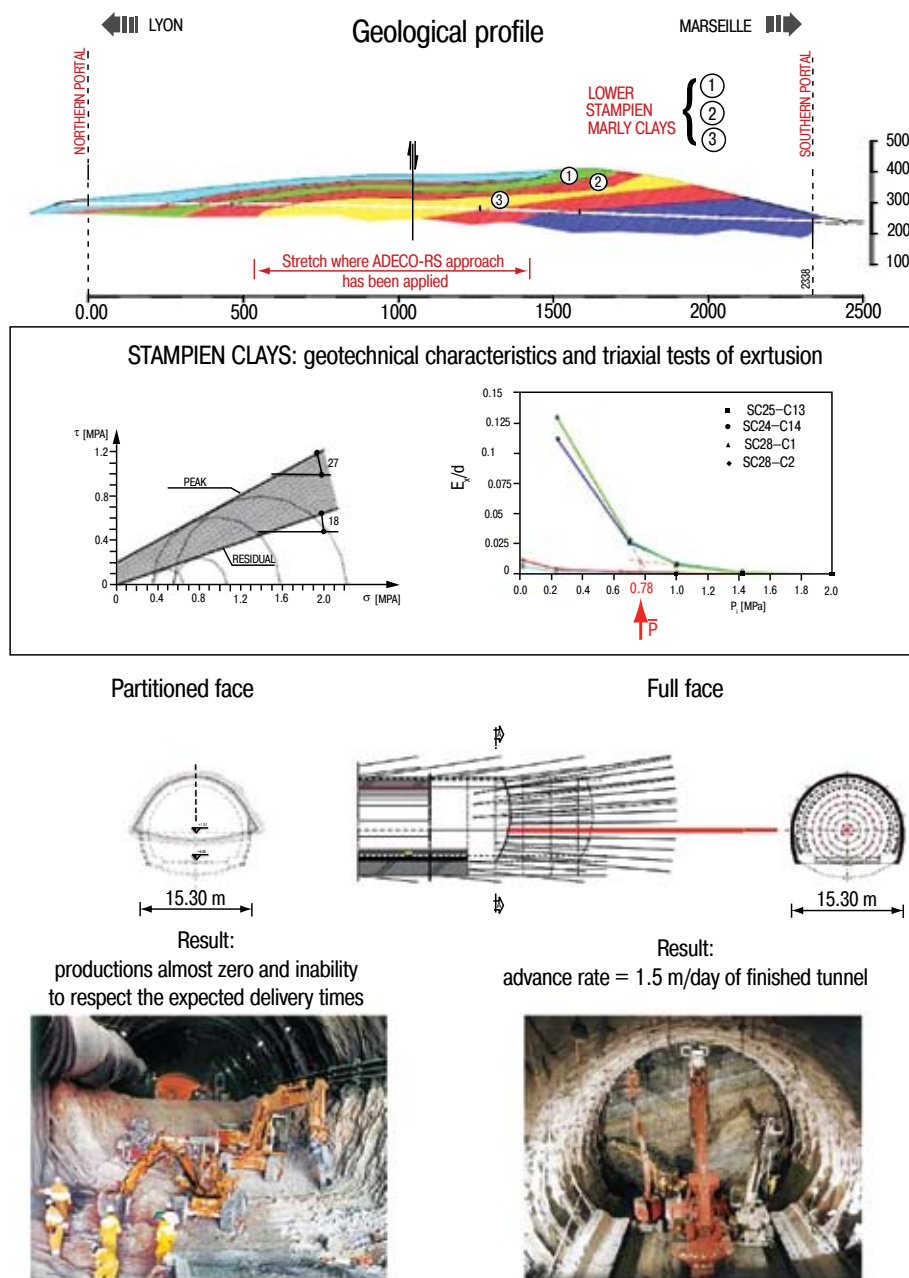 LYON
Geological profile
MARSEILLE
NORTHERN PORTAL
SOUTHERN PORTAL
LOWER
STAMPIEN
MARLY CLAYS
1
2
3
500
400
300
200
100
1
2
3
Stretch where ADECO-RS approach
has been applied
2338
0.00 500 1000 1500 2000 2500
STAMPIEN CLAYS: geotechnical characteristics and triaxial tests of exrtusion
τ [MPA]
1.2
0.8
0.4
0
PEAK
RESIDUAL
27
18
0 0.4 0.6 1.2 1.6 2.0
σ [MPA]
0.15
0.125
0.1
0.075
0.05
0.025
0
Ex/d
SC25–C13
SC24–C14
SC28–C1
SC28–C2
0.0 0.2 0.4 0.6 0.78 1.0 1.2 1.4 1.6 1.8 2.0
Pi [MPa]
P̅
Partitioned face
Full face
15.30 m
15.30 m
Result:
productions almost zero and inability
to respect the expected delivery times
Result:
advance rate = 1.5 m/day of finished tunnel